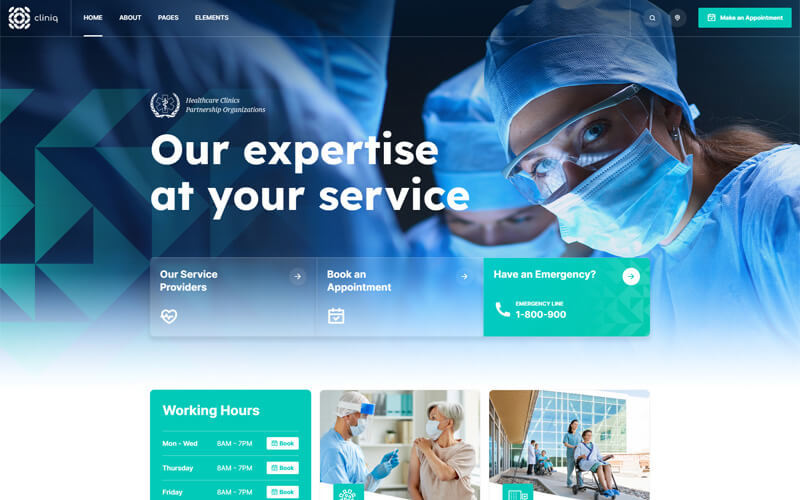 cliniq
HOME
ABOUT
PAGES
ELEMENTS
Make an Appointment
Healthcare Clinics
Partnership Organizations
Our expertise
at your service
Our Service
Providers
Book an
Appointment
Have an Emergency?
EMERGENCY LINE
1-800-900
Working Hours
Mon - Wed 8AM - 7PM Book
Thursday 8AM - 7PM Book
Friday 8AM - 7PM Book